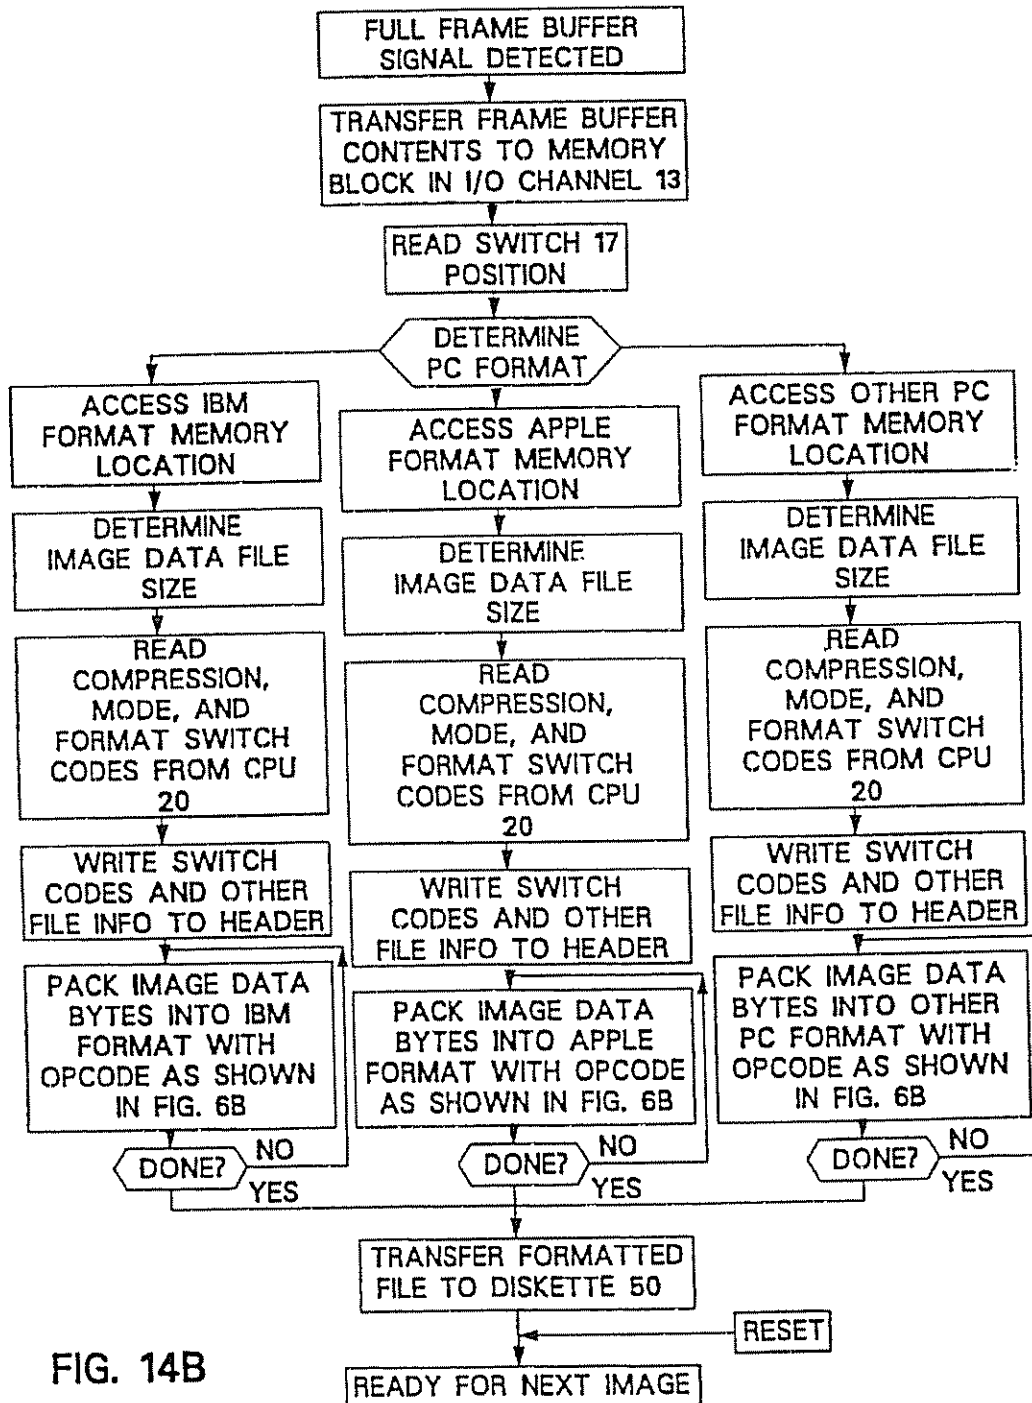 FULL FRAME BUFFER
SIGNAL DETECTED
TRANSFER FRAME BUFFER
CONTENTS TO MEMORY
BLOCK IN I/O CHANNEL 13
READ SWITCH 17
POSITION
DETERMINE
PC FORMAT
ACCESS IBM
FORMAT MEMORY
LOCATION
DETERMINE
IMAGE DATA FILE
SIZE
READ
COMPRESSION,
MODE, AND
FORMAT SWITCH
CODES FROM CPU
20
WRITE SWITCH
CODES AND OTHER
FILE INFO TO HEADER
PACK IMAGE DATA
BYTES INTO IBM
FORMAT WITH
OPCODE AS SHOWN
IN FIG. 6B
DONE?
NO
YES
ACCESS APPLE
FORMAT MEMORY
LOCATION
DETERMINE
IMAGE DATA FILE
SIZE
READ
COMPRESSION,
MODE, AND
FORMAT SWITCH
CODES FROM CPU
20
WRITE SWITCH
CODES AND OTHER
FILE INFO TO HEADER
PACK IMAGE DATA
BYTES INTO APPLE
FORMAT WITH OPCODE
AS SHOWN IN FIG. 6B
DONE?
NO
YES
ACCESS OTHER PC
FORMAT MEMORY
LOCATION
DETERMINE
IMAGE DATA FILE
SIZE
READ
COMPRESSION,
MODE, AND
FORMAT SWITCH
CODES FROM CPU
20
WRITE SWITCH
CODES AND OTHER
FILE INFO TO HEADER
PACK IMAGE DATA
BYTES INTO OTHER
PC FORMAT WITH
OPCODE AS SHOWN
IN FIG. 6B
DONE?
NO
YES
TRANSFER FORMATTED
FILE TO DISKETTE 50
RESET
READY FOR NEXT IMAGE
FIG. 14B